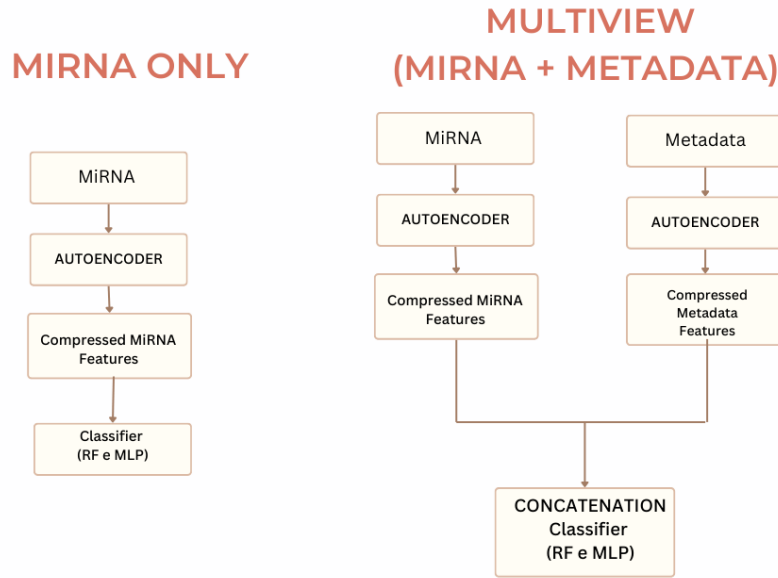 MIRNA ONLY
MiRNA
AUTOENCODER
Compressed MiRNA
Features
Classifier
(RF e MLP)
MULTIVIEW
(MIRNA + METADADA)
MiRNA
AUTOENCODER
Compressed MiRNA
Features
Metadata
AUTOENCODER
Compressed
Metadata
Features
CONCATENATION
Classifier
(RF e MLP)